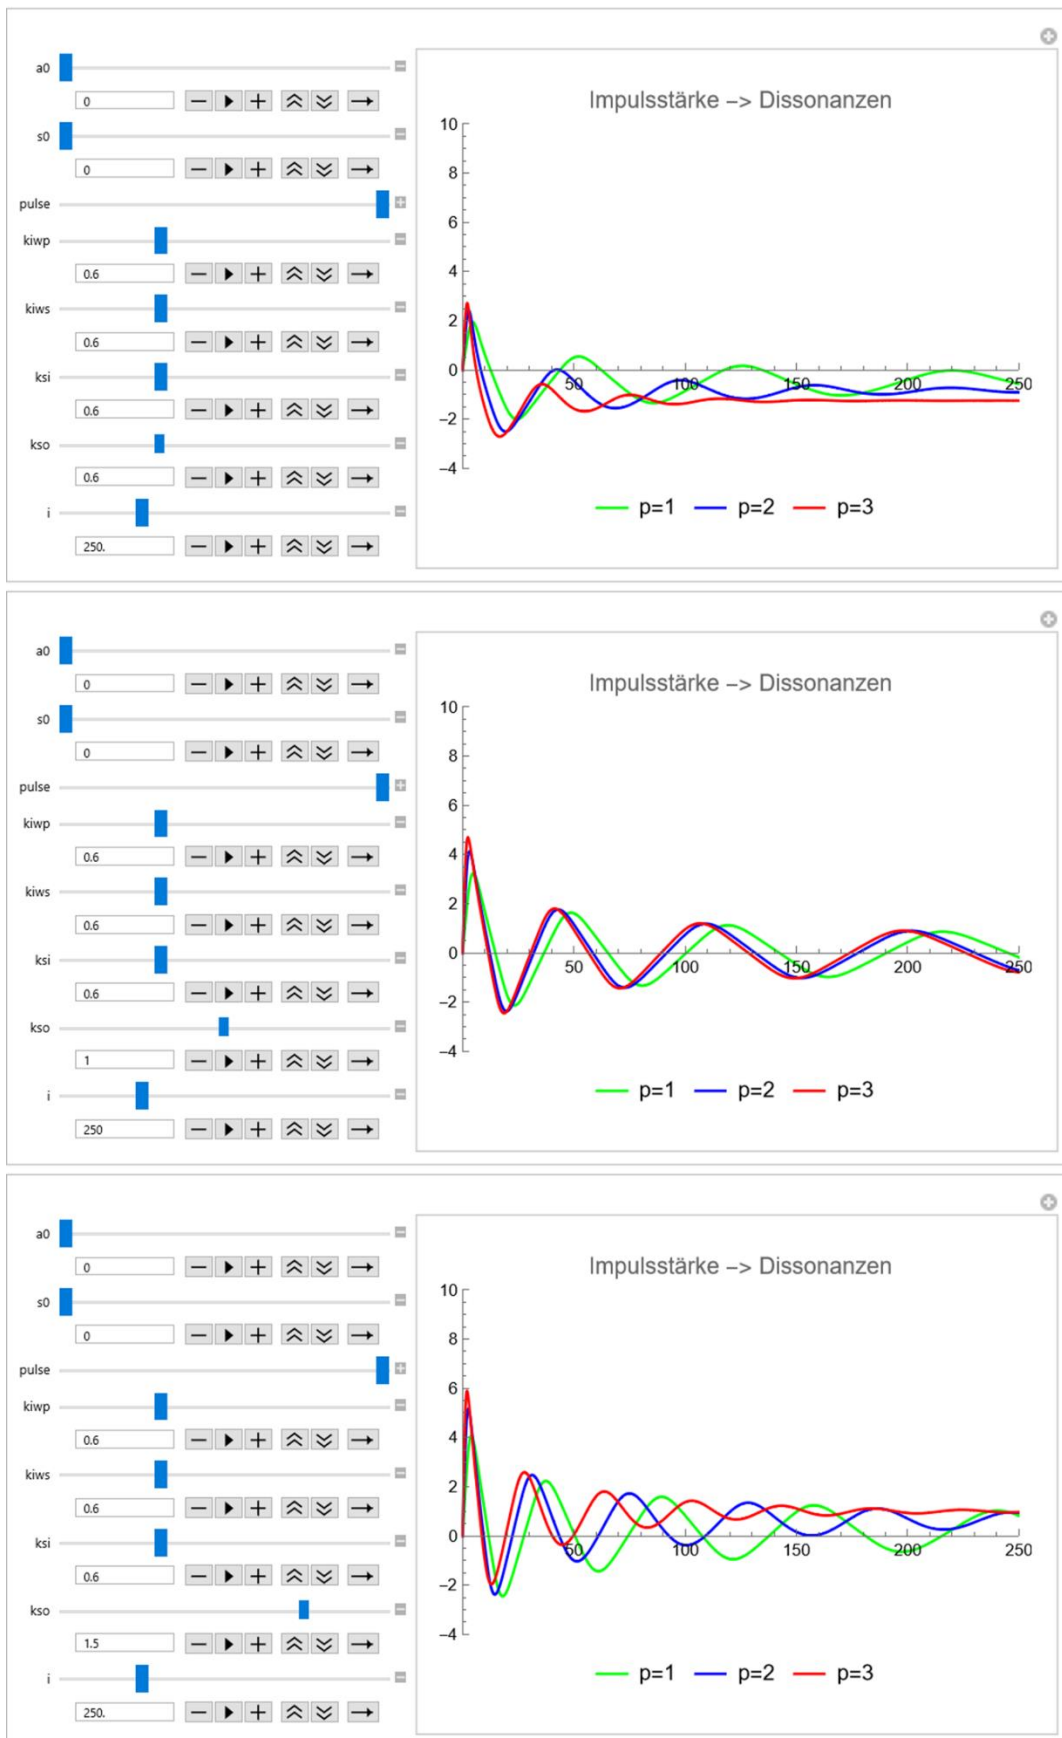 a0
0
s0
0
pulse
kiwp
0.6
kiws
0.6
ksi
0.6
kso
0.6
i
250.
Impulsstärke –> Dissonanzen
10
8
6
4
2
0
−2
−4
50 100 150 200 250
p=1 p=2 p=3
a0
0
s0
0
pulse
kiwp
0.6
kiws
0.6
ksi
0.6
kso
1
i
250
Impulsstärke –> Dissonanzen
10
8
6
4
2
0
−2
−4
50 100 150 200 250
p=1 p=2 p=3
a0
0
s0
0
pulse
kiwp
0.6
kiws
0.6
ksi
0.6
kso
1.5
i
250.
Impulsstärke –> Dissonanzen
10
8
6
4
2
0
−2
−4
50 100 150 200 250
p=1 p=2 p=3